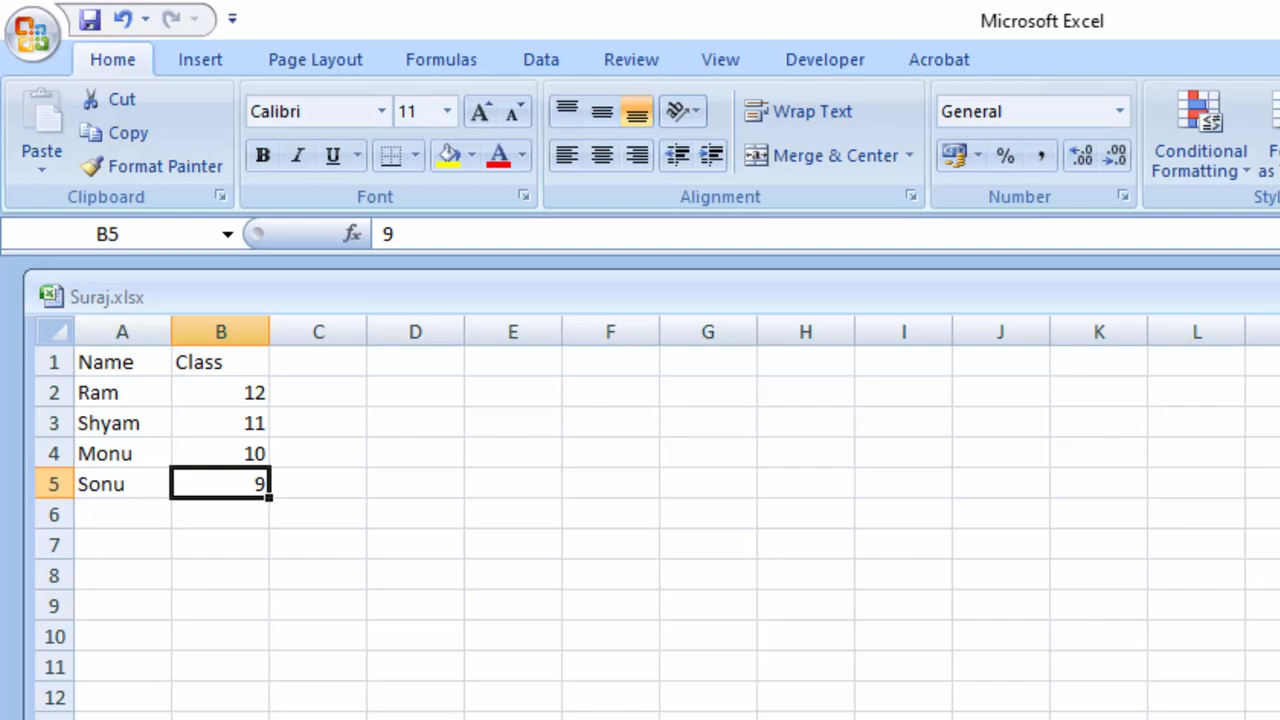 Microsoft Excel
Home Insert Page Layout Formulas Data Review View Developer Acrobat
Paste
Cut
Copy
Format Painter
Clipboard
Calibri 11
B I U A
Font
Wrap Text
Merge & Center
Alignment
General
% , .00 .0
Number
Conditional
Formatting
as
B5 fx 9
Suraj.xlsx
A B C D E F G H I J K L
1 Name Class
2 Ram 12
3 Shyam 11
4 Monu 10
5 Sonu 9
6
7
8
9
10
11
12